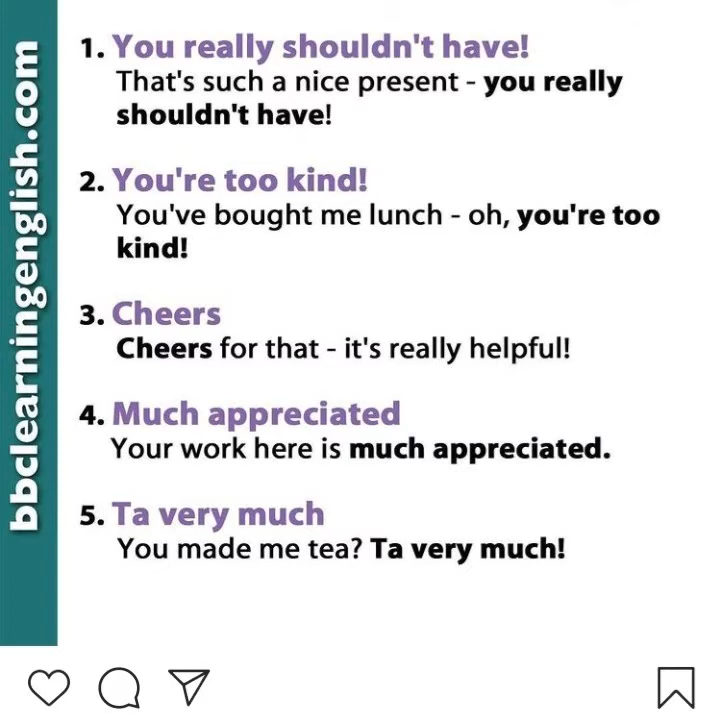 bbclearningenglish.com
1. You really shouldn't have!
That's such a nice present - you really
shouldn't have!
2. You're too kind!
You've bought me lunch - oh, you're too
kind!
3. Cheers
Cheers for that - it's really helpful!
4. Much appreciated
Your work here is much appreciated.
5. Ta very much
You made me tea? Ta very much!